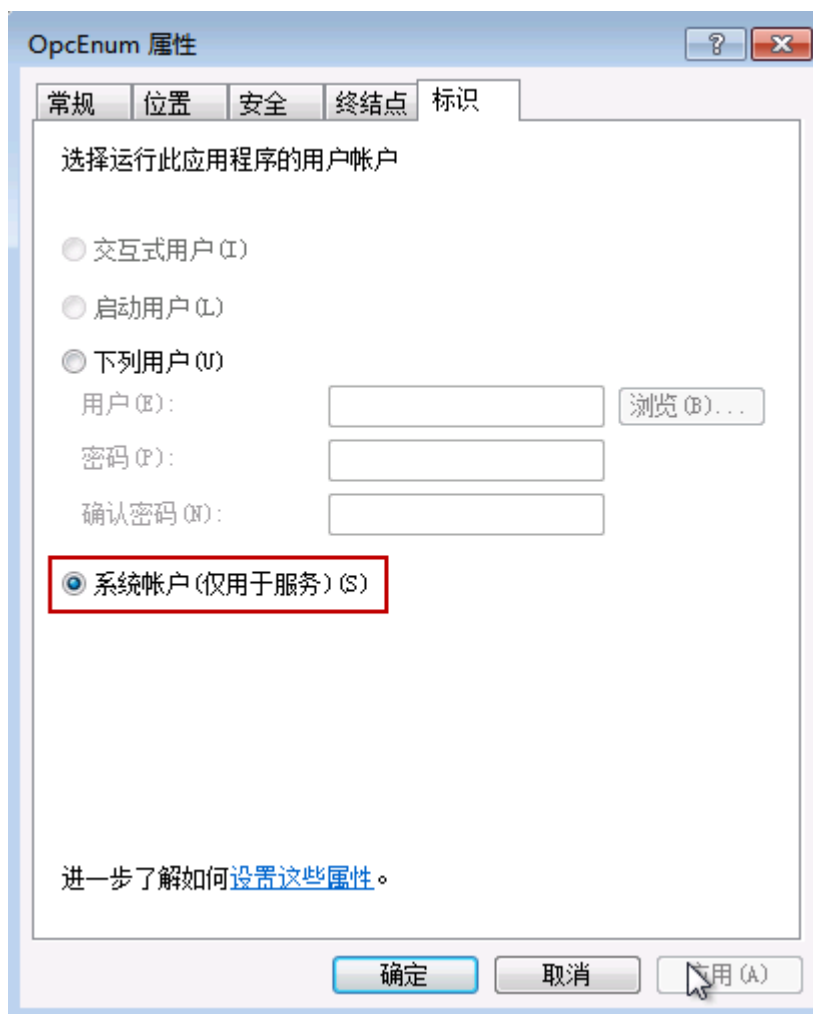 OpcEnum 属性
常规 位置 安全 终结点 标识
选择运行此应用程序的用户帐户
交互式用户(I)
启动用户(L)
下列用户(U)
用户(E): 浏览(B)...
密码(P):
确认密码(N):
系统帐户(仅用于服务)(S)
进一步了解如何设置这些属性。
确定 取消 应用(A)